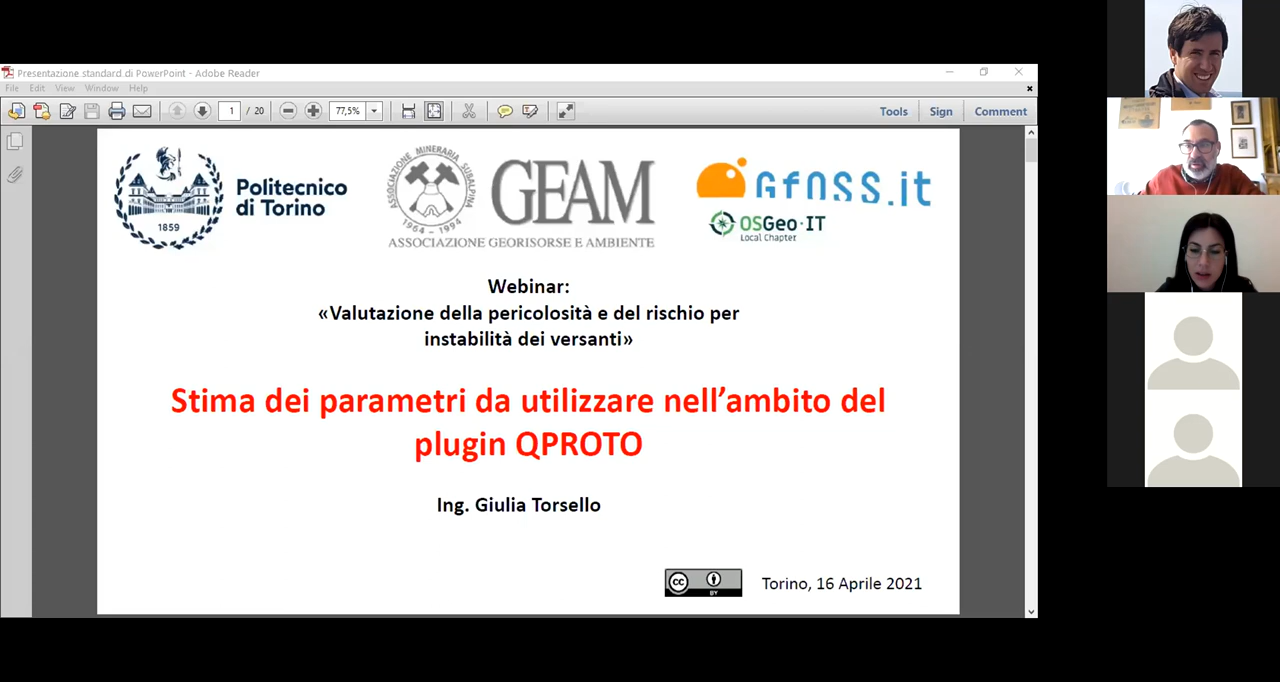 Presentazione standard di PowerPoint - Adobe Reader
File Edit View Window Help
1 / 20 77,5% Tools Sign Comment
Politecnico
di Torino
1859
ASSOCIAZIONE MINERARIA SUBALPINA
1964 - 1994
GEAM
ASSOCIAZIONE GEORISORSE E AMBIENTE
GFOSS.it
OSGeo·IT
Local Chapter
Webinar:
«Valutazione della pericolosità e del rischio per
instabilità dei versanti»
Stima dei parametri da utilizzare nell'ambito del
plugin QPROTO
Ing. Giulia Torsello
cc BY
Torino, 16 Aprile 2021